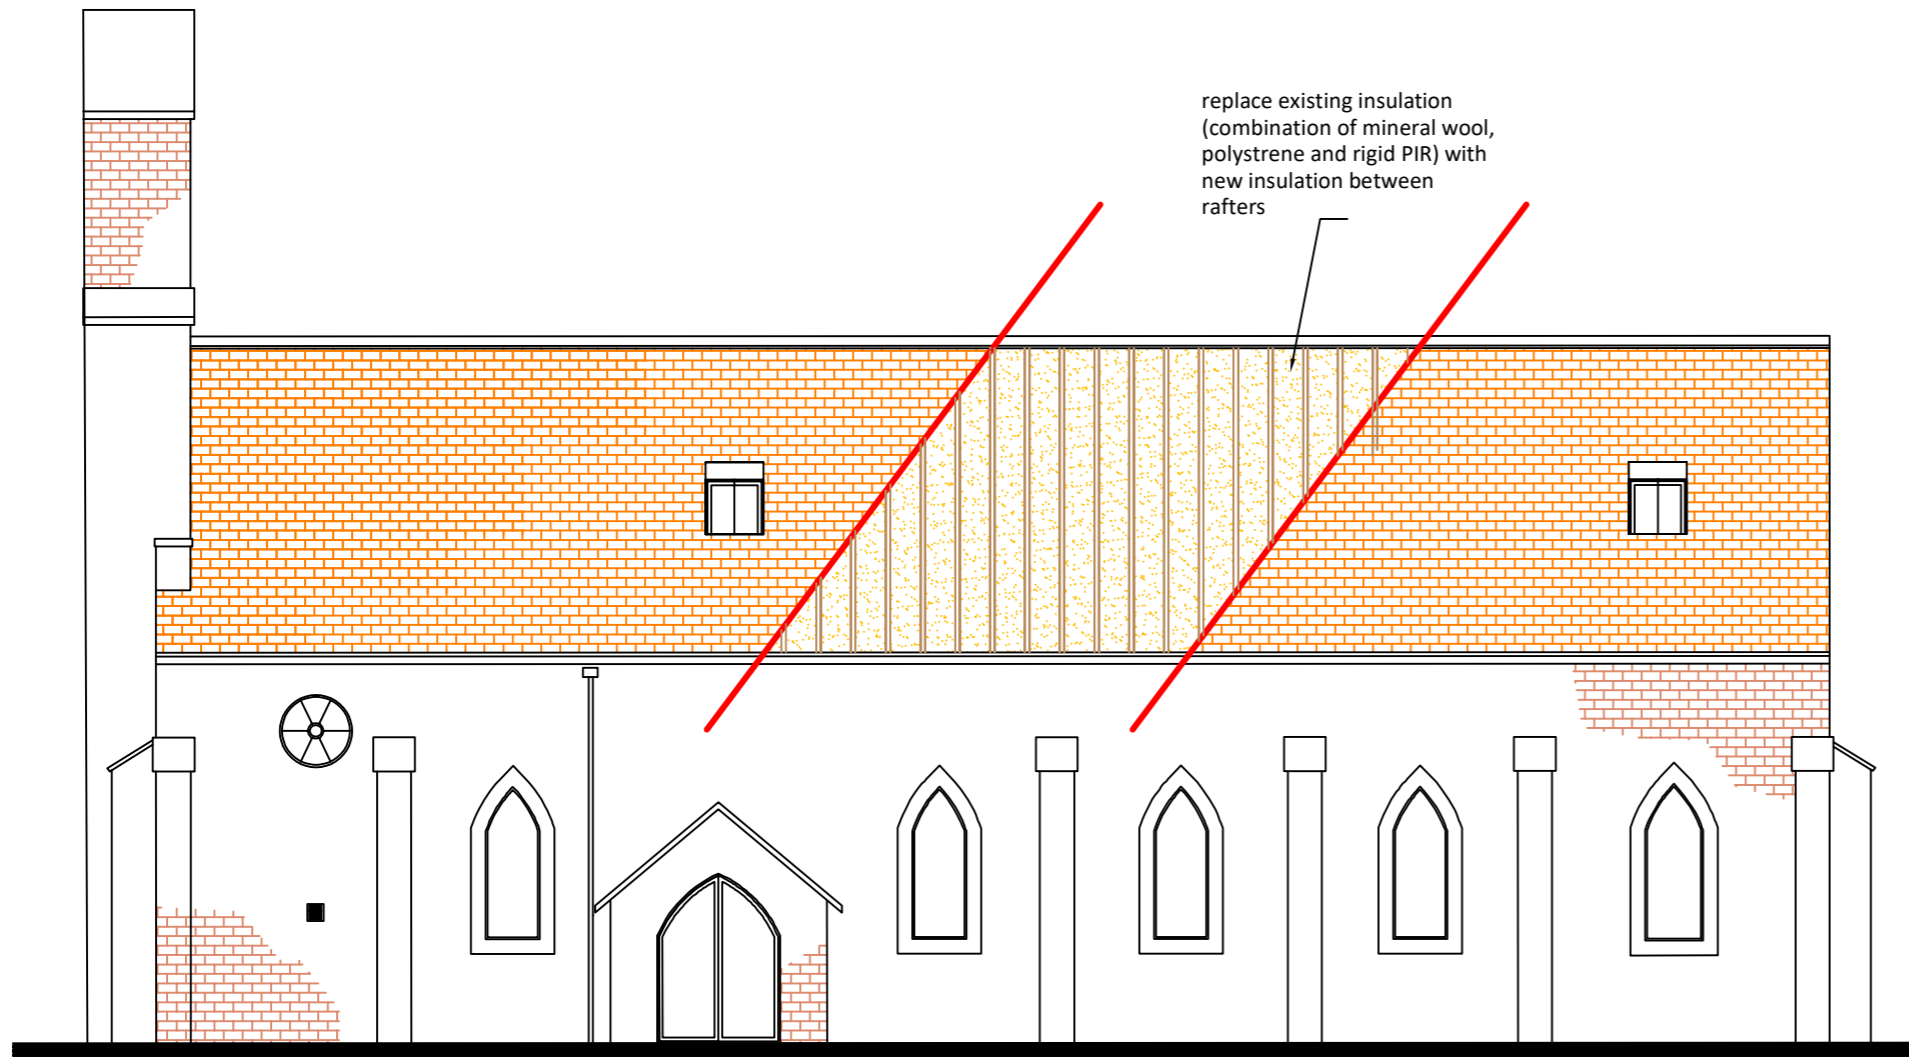 replace existing insulation
(combination of mineral wool,
polystrene and rigid PIR) with
new insulation between
rafters